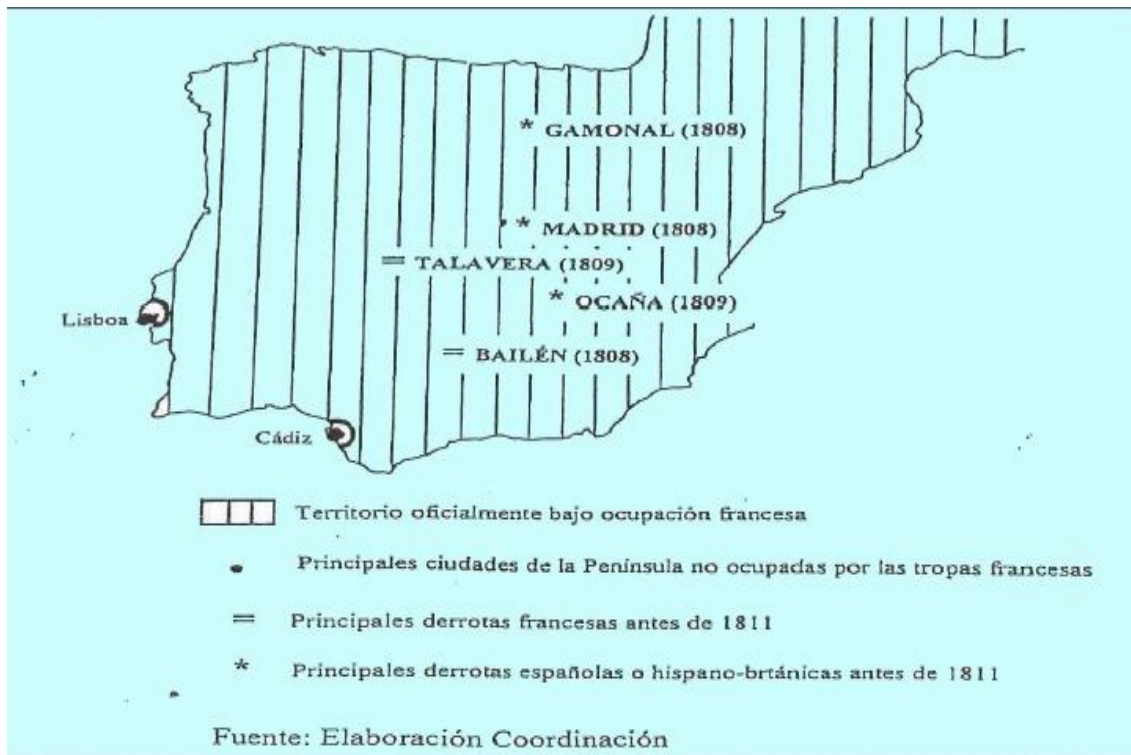 * GAMONAL (1808)
* MADRID (1808)
= TALAVERA (1809)
* OCAÑA (1809)
Lisboa
= BAILÉN (1808)
Cádiz
Territorio oficialmente bajo ocupación francesa
Principales ciudades de la Península no ocupadas por las tropas francesas
= Principales derrotas francesas antes de 1811
* Principales derrotas españolas o hispano-brtánicas antes de 1811
Fuente: Elaboración Coordinación